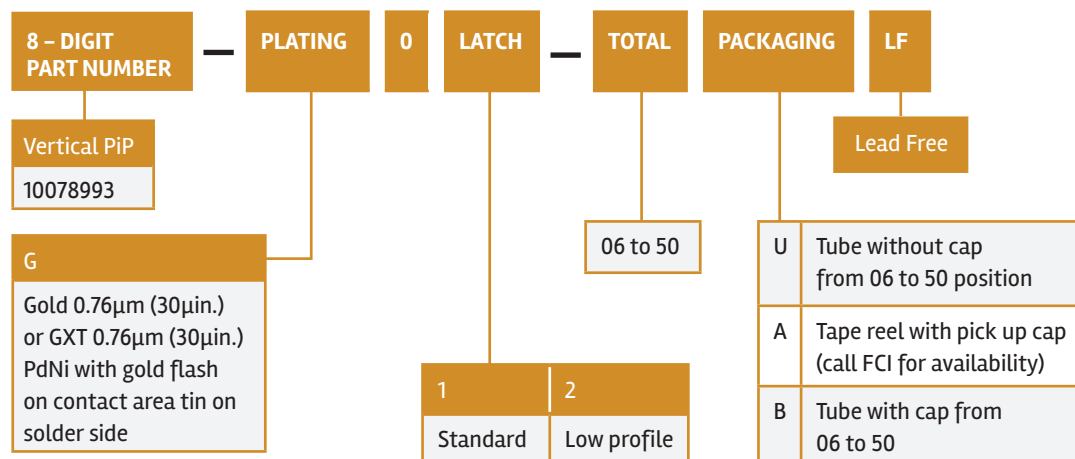 8 – DIGIT
PART NUMBER
—
PLATING
0
LATCH
—
TOTAL
PACKAGING
LF
Vertical PiP
10078993
Lead Free
G
Gold 0.76µm (30µin.)
or GXT 0.76µm (30µin.)
PdNi with gold flash
on contact area tin on
solder side
1
2
Standard
Low profile
06 to 50
U
Tube without cap
from 06 to 50 position
A
Tape reel with pick up cap
(call FCI for availability)
B
Tube with cap from
06 to 50